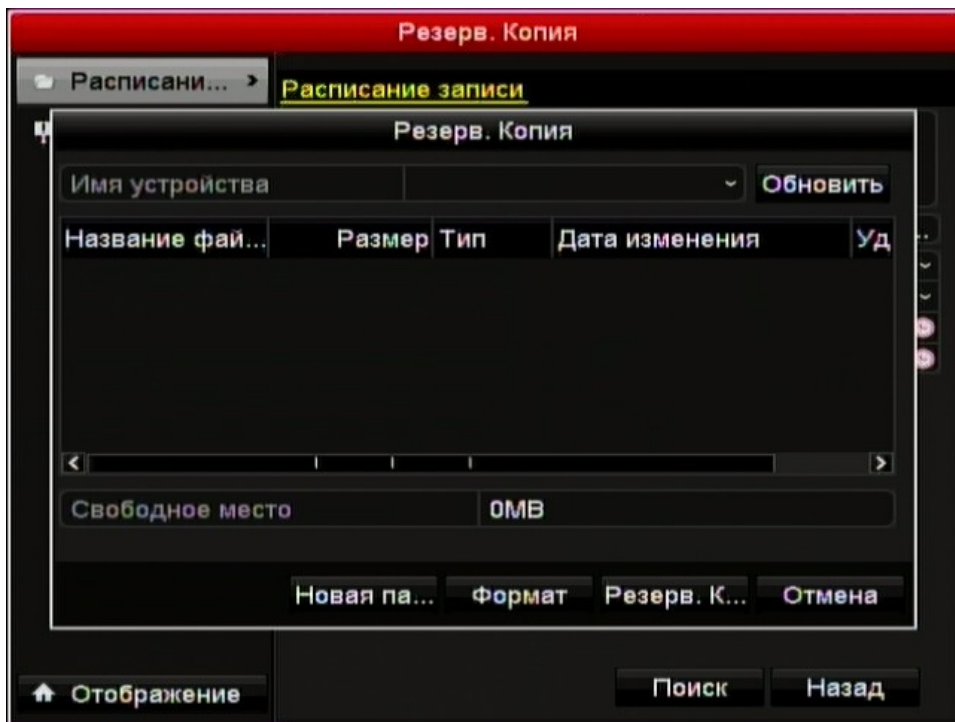 Резерв. Копия
Расписани...
Расписание записи
Резерв. Копия
Имя устройства
Обновить
Название фай... Размер Тип Дата изменения Уд
Свободное место 0MB
Новая па... Формат Резерв. К... Отмена
Отображение
Поиск Назад